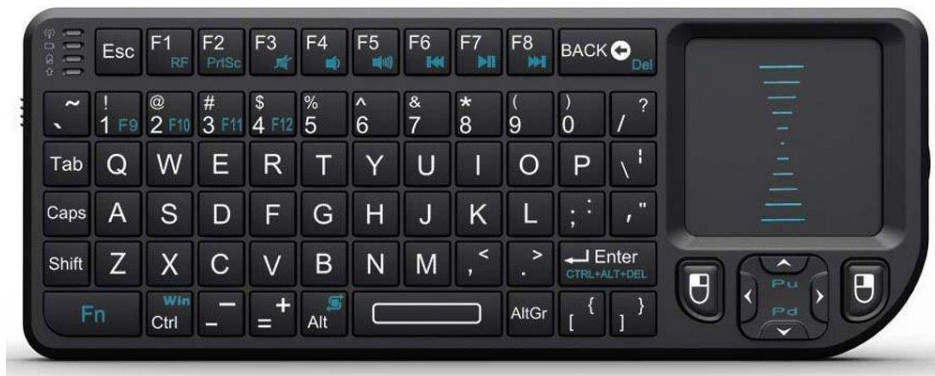 Esc F1 RF F2 PrtSc F3 F4 F5 F6 F7 F8 BACK Del
~ ` ! 1 F9 @ 2 F10 # 3 F11 $ 4 F12 % 5 ^ 6 & 7 * 8 ( 9 ) 0 ? /
Tab Q W E R T Y U I O P \ ¦
Caps A S D F G H J K L ; : , "
Shift Z X C V B N M , < . > Enter CTRL+ALT+DEL
Fn Win Ctrl - _ = + Alt AltGr [ { ] }
Pu
Pd